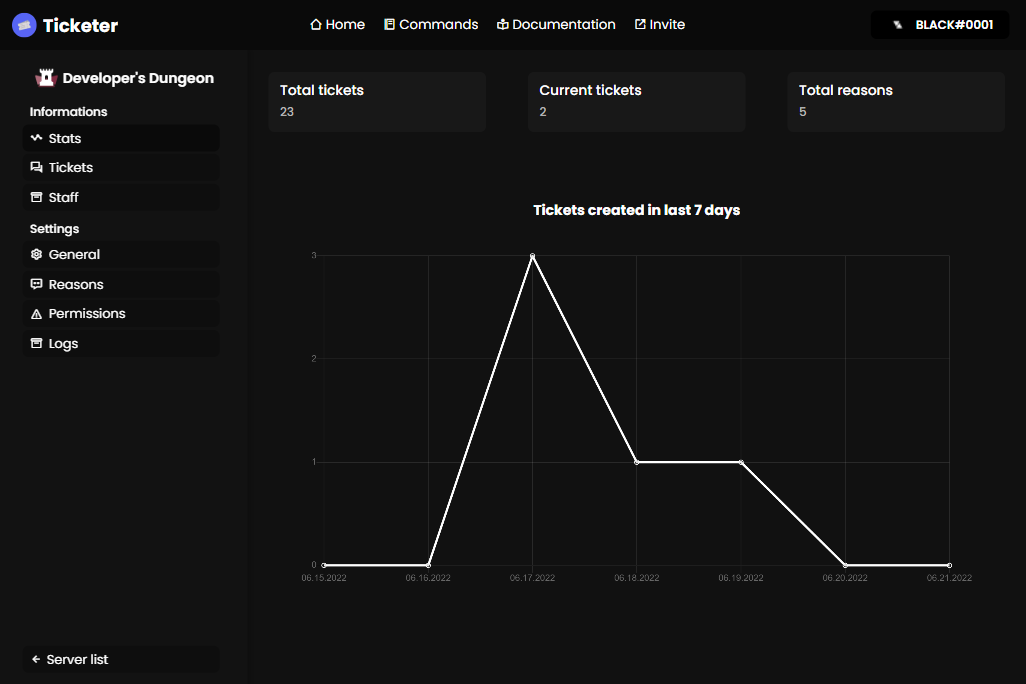 Ticketer
Home Commands Documentation Invite
BLACK#0001
Developer's Dungeon
Informations
Stats
Tickets
Staff
Settings
General
Reasons
Permissions
Logs
Server list
Total tickets
23
Current tickets
2
Total reasons
5
Tickets created in last 7 days
3
2
1
0
06.15.2022 06.16.2022 06.17.2022 06.18.2022 06.19.2022 06.20.2022 06.21.2022